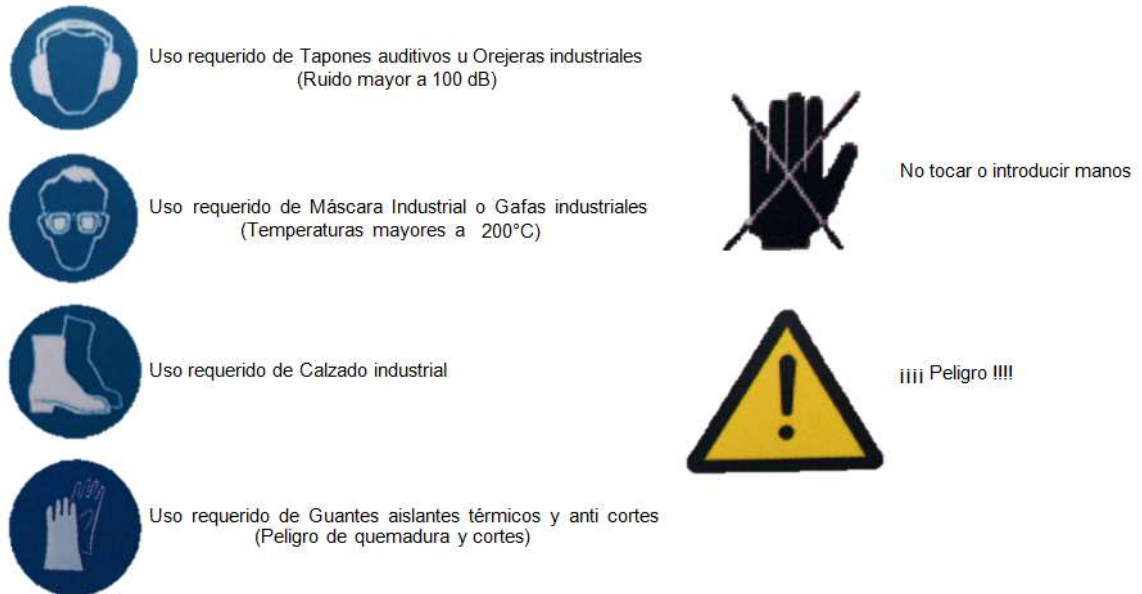 Uso requerido de Tapones auditivos u Orejeras industriales
(Ruido mayor a 100 dB)
Uso requerido de Máscara Industrial o Gafas industriales
(Temperaturas mayores a 200°C)
Uso requerido de Calzado industrial
Uso requerido de Guantes aislantes térmicos y anti cortes
(Peligro de quemadura y cortes)
No tocar o introducir manos
¡¡¡¡ Peligro !!!!